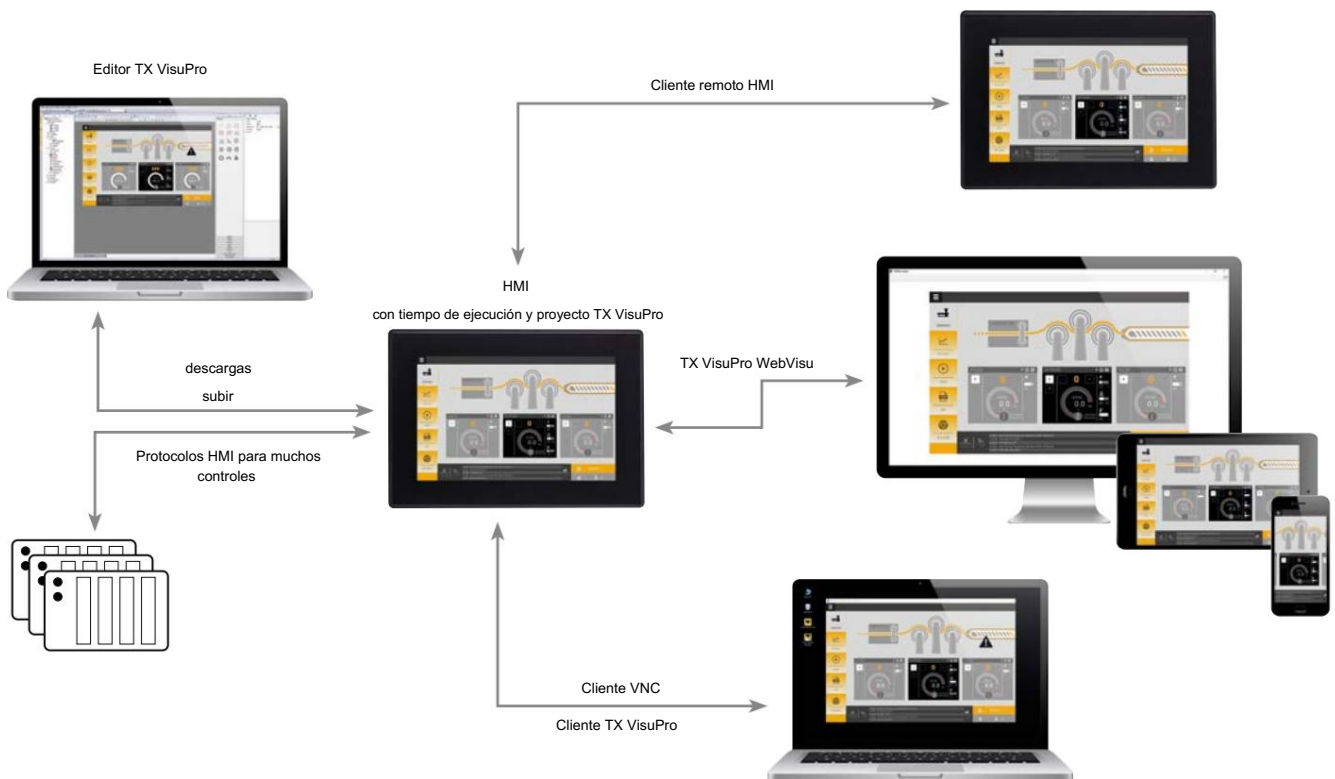 Editor TX VisuPro
Cliente remoto HMI
HMI
con tiempo de ejecución y proyecto TX VisuPro
descargas
subir
TX VisuPro WebVisu
Protocolos HMI para muchos
controles
Cliente VNC
Cliente TX VisuPro